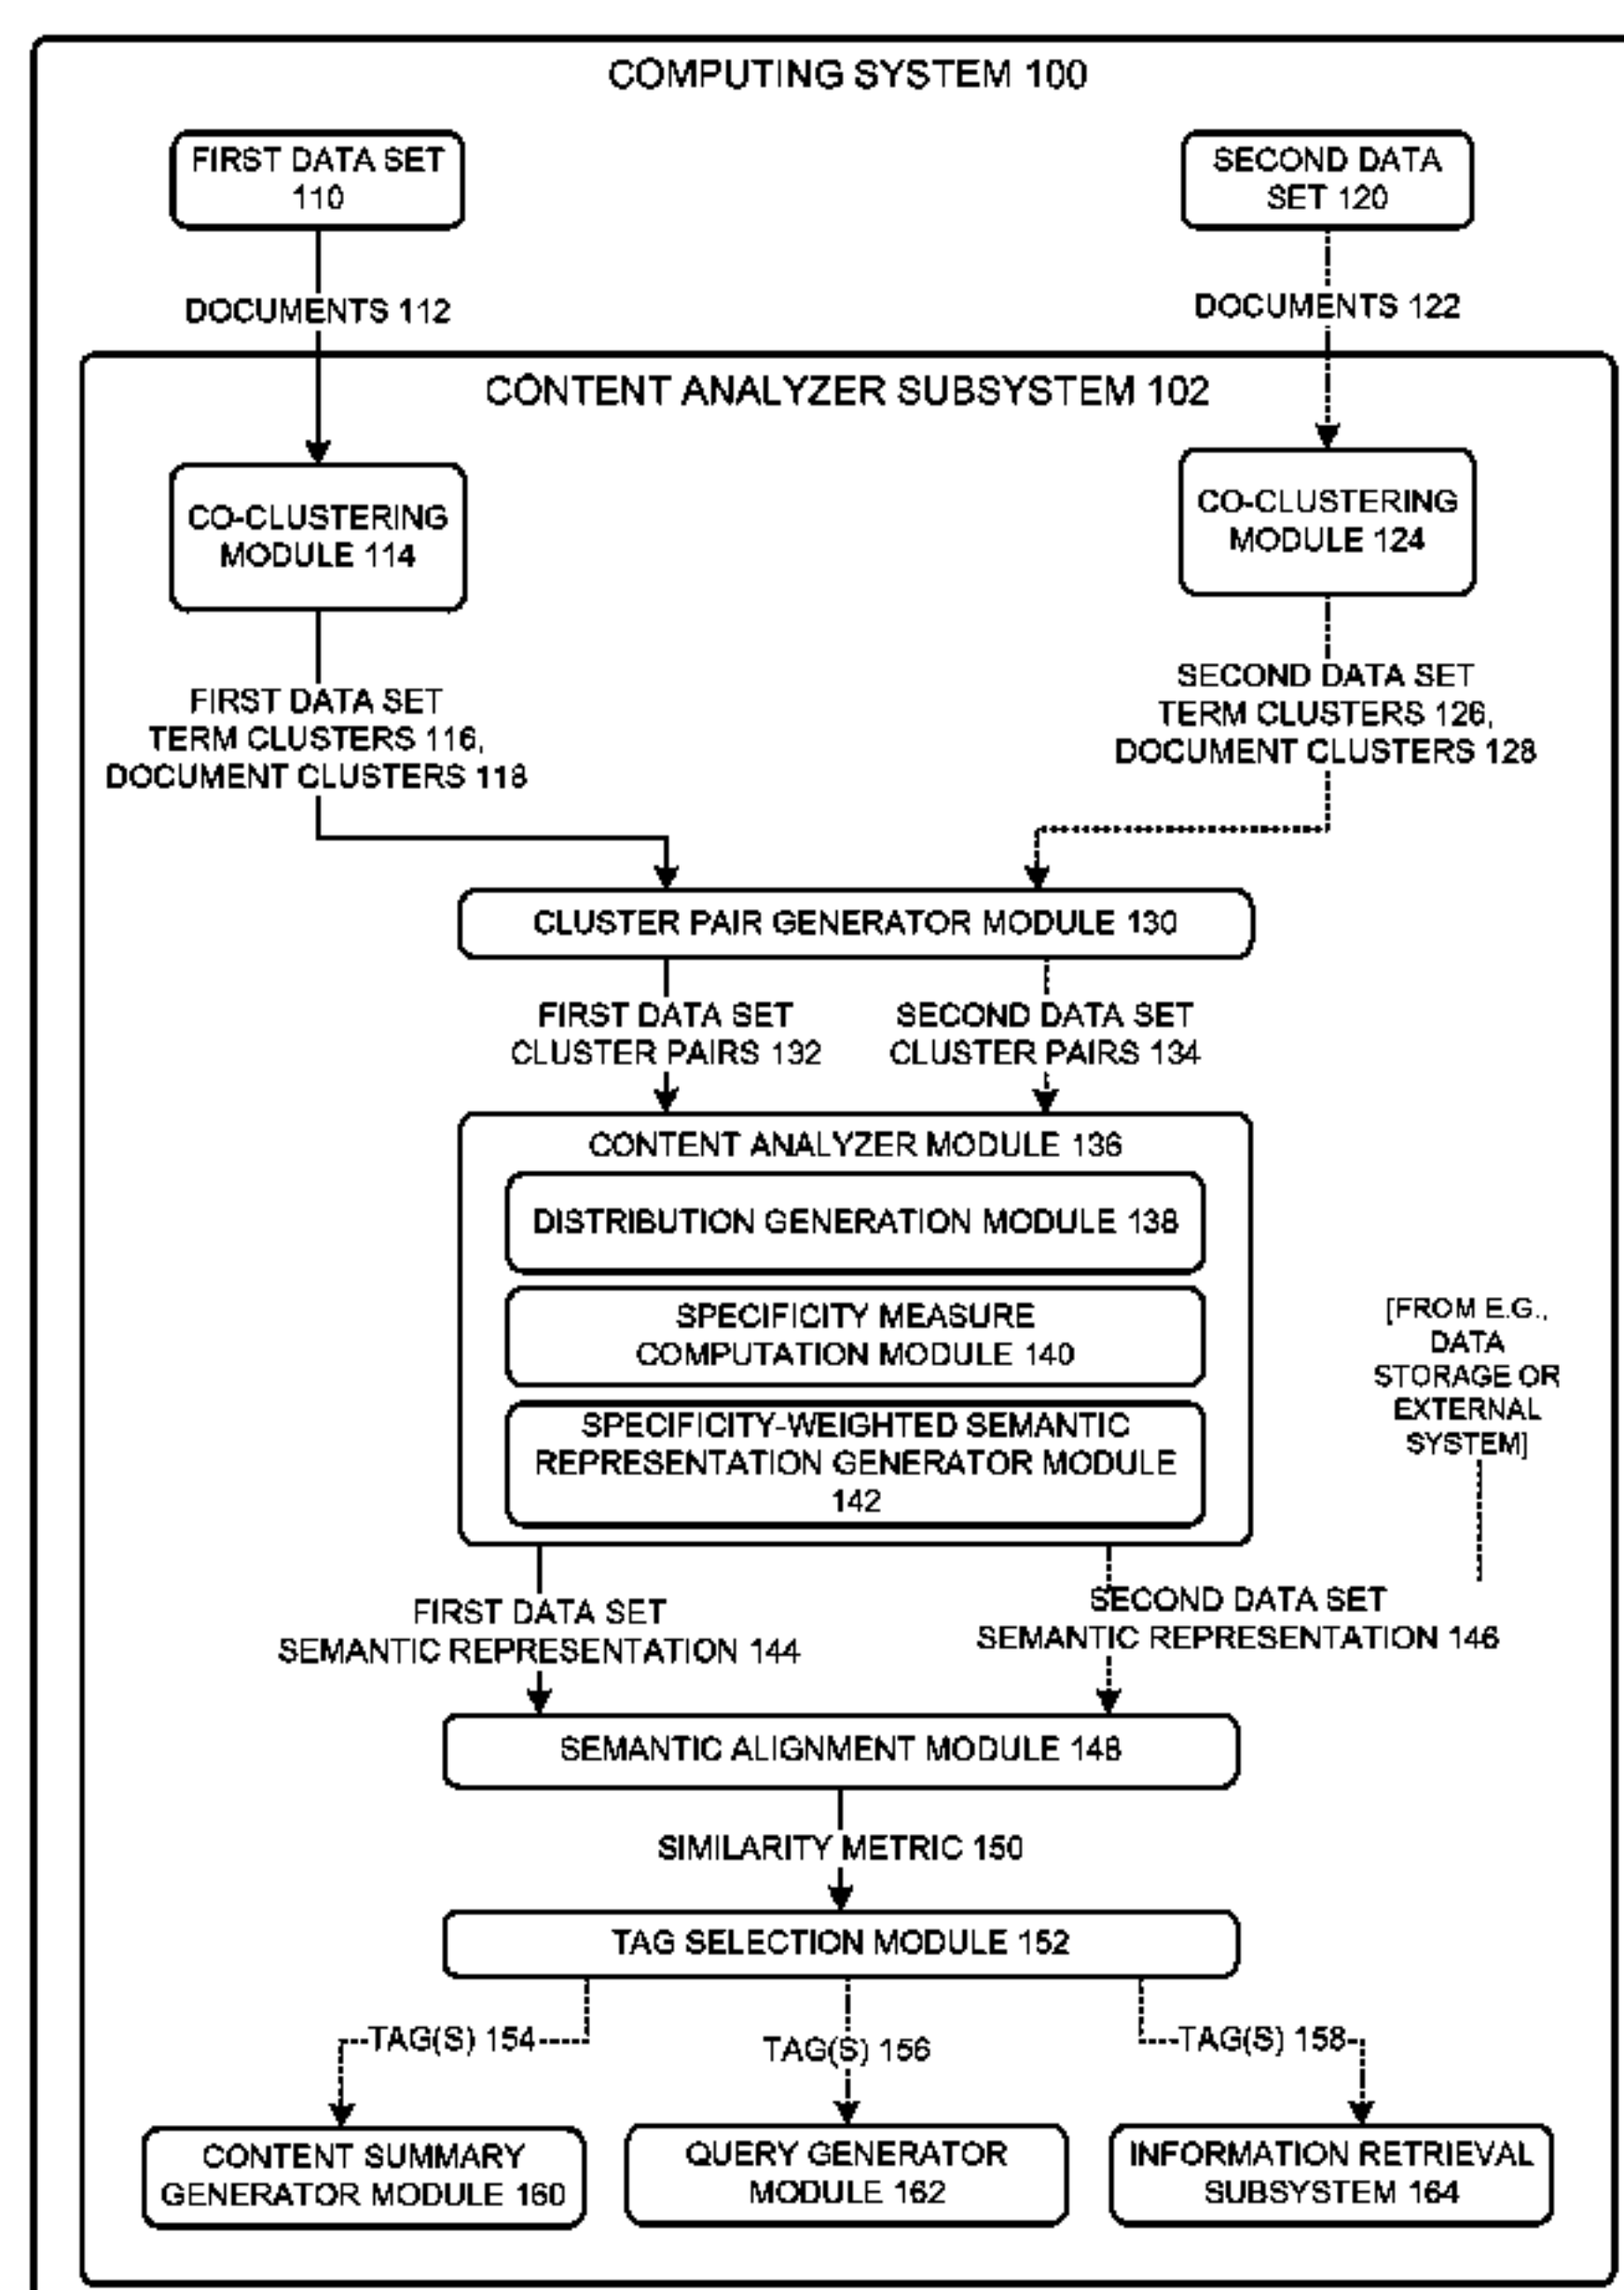 COMPUTING SYSTEM 100
FIRST DATA SET
110
SECOND DATA
SET 120
DOCUMENTS 112
DOCUMENTS 122
CONTENT ANALYZER SUBSYSTEM 102
CO-CLUSTERING
MODULE 114
CO-CLUSTERING
MODULE 124
FIRST DATA SET
TERM CLUSTERS 116,
DOCUMENT CLUSTERS 118
SECOND DATA SET
TERM CLUSTERS 126,
DOCUMENT CLUSTERS 128
CLUSTER PAIR GENERATOR MODULE 130
FIRST DATA SET
CLUSTER PAIRS 132
SECOND DATA SET
CLUSTER PAIRS 134
CONTENT ANALYZER MODULE 136
DISTRIBUTION GENERATION MODULE 138
SPECIFICITY MEASURE
COMPUTATION MODULE 140
SPECIFICITY-WEIGHTED SEMANTIC
REPRESENTATION GENERATOR MODULE
142
[FROM E.G.,
DATA
STORAGE OR
EXTERNAL
SYSTEM]
FIRST DATA SET
SEMANTIC REPRESENTATION 144
SECOND DATA SET
SEMANTIC REPRESENTATION 146
SEMANTIC ALIGNMENT MODULE 148
SIMILARITY METRIC 150
TAG SELECTION MODULE 152
TAG(S) 154
TAG(S) 156
TAG(S) 158
CONTENT SUMMARY
GENERATOR MODULE 160
QUERY GENERATOR
MODULE 162
INFORMATION RETRIEVAL
SUBSYSTEM 164